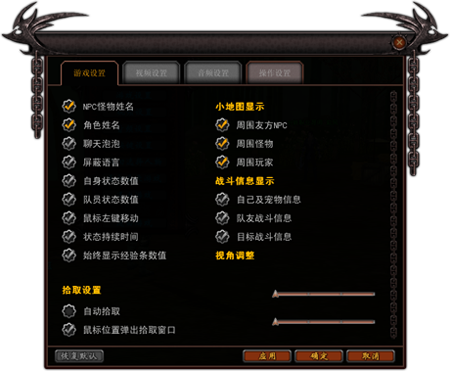 游戏设置 视频设置 音频设置 操作设置
NPC怪物姓名
角色姓名
聊天泡泡
屏蔽语言
自身状态数值
队员状态数值
鼠标左键移动
状态持续时间
始终显示经验条数值
小地图显示
周围友方NPC
周围怪物
周围玩家
战斗信息显示
自己及宠物信息
队友战斗信息
目标战斗信息
视角调整
拾取设置
自动拾取
鼠标位置弹出拾取窗口
恢复默认 应用 确定 取消